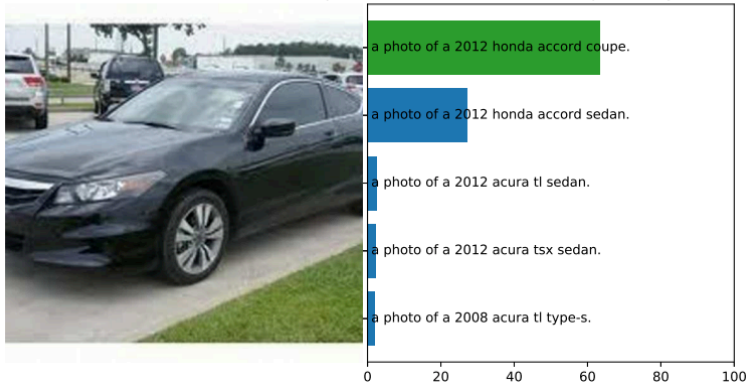 a photo of a 2012 honda accord coupe.
a photo of a 2012 honda accord sedan.
a photo of a 2012 acura tl sedan.
a photo of a 2012 acura tsx sedan.
a photo of a 2008 acura tl type-s.
0 20 40 60 80 100